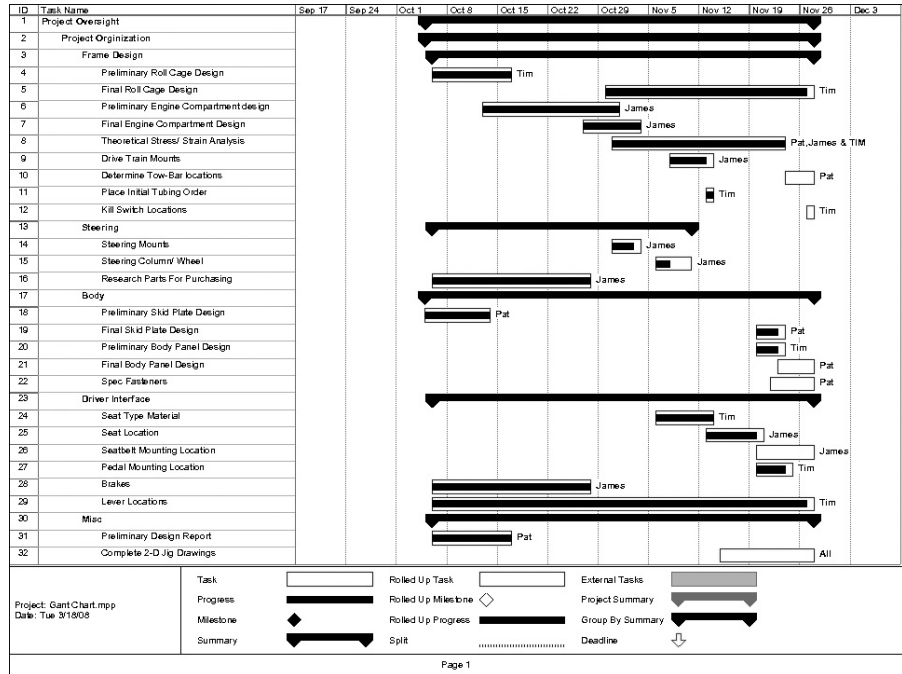 ID Task Name Sep 17 Sep 24 Oct 1 Oct 8 Oct 15 Oct 22 Oct 29 Nov 5 Nov 12 Nov 19 Nov 26 Dec 3
1 Project Oversight
2 Project Orginization
3 Frame Design
4 Preliminary Roll Cage Design Tim
5 Final Roll Cage Design Tim
6 Preliminary Engine Compartment design James
7 Final Engine Compartment Design James
8 Theoretical Stress/ Strain Analysis Pat,James & TIM
9 Drive Train Mounts James
10 Determine Tow-Bar locations Pat
11 Place Initial Tubing Order Tim
12 Kill Switch Locations Tim
13 Steering
14 Steering Mounts James
15 Steering Column/ Wheel James
16 Research Parts For Purchasing James
17 Body
18 Preliminary Skid Plate Design Pat
19 Final Skid Plate Design Pat
20 Preliminary Body Panel Design Tim
21 Final Body Panel Design Pat
22 Spec Fasteners Pat
23 Driver Interface
24 Seat Type Material Tim
25 Seat Location James
26 Seatbelt Mounting Location James
27 Pedal Mounting Location Tim
28 Brakes James
29 Lever Locations Tim
30 Misc
31 Preliminary Design Report Pat
32 Complete 2-D Jig Drawings All
Project: Gant Chart.mpp
Date: Tue 3/18/08
Task Rolled Up Task External Tasks
Progress Rolled Up Milestone Project Summary
Milestone Rolled Up Progress Group By Summary
Summary Split Deadline
Page 1